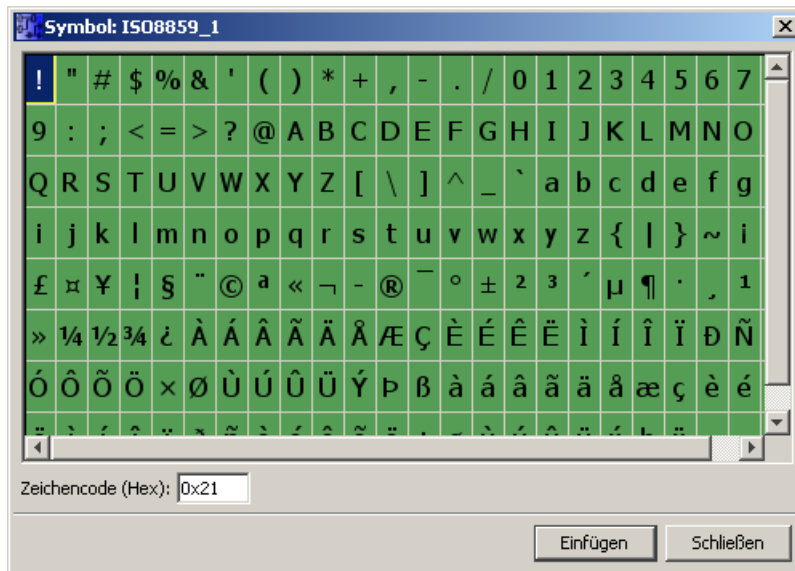 Symbol: ISO8859_1
! " # $ % & ' ( ) * + , - . / 0 1 2 3 4 5 6 7
9 : ; < = > ? @ A B C D E F G H I J K L M N O
Q R S T U V W X Y Z [ \ ] ^ _ ` a b c d e f g
i j k l m n o p q r s t u v w x y z { | } ~ ¡
£ ¤ ¥ ¦ § ¨ © ª « ¬ - ® ¯ ° ± ² ³ ´ µ ¶ · ¸ ¹
» ¼ ½ ¾ ¿ À Á Â Ã Ä Å Æ Ç È É Ê Ë Ì Í Î Ï Ð Ñ
Ó Ô Õ Ö × Ø Ù Ú Û Ü Ý Þ ß à á â ã ä å æ ç è é
Zeichencode (Hex): 0x21
Einfügen Schließen